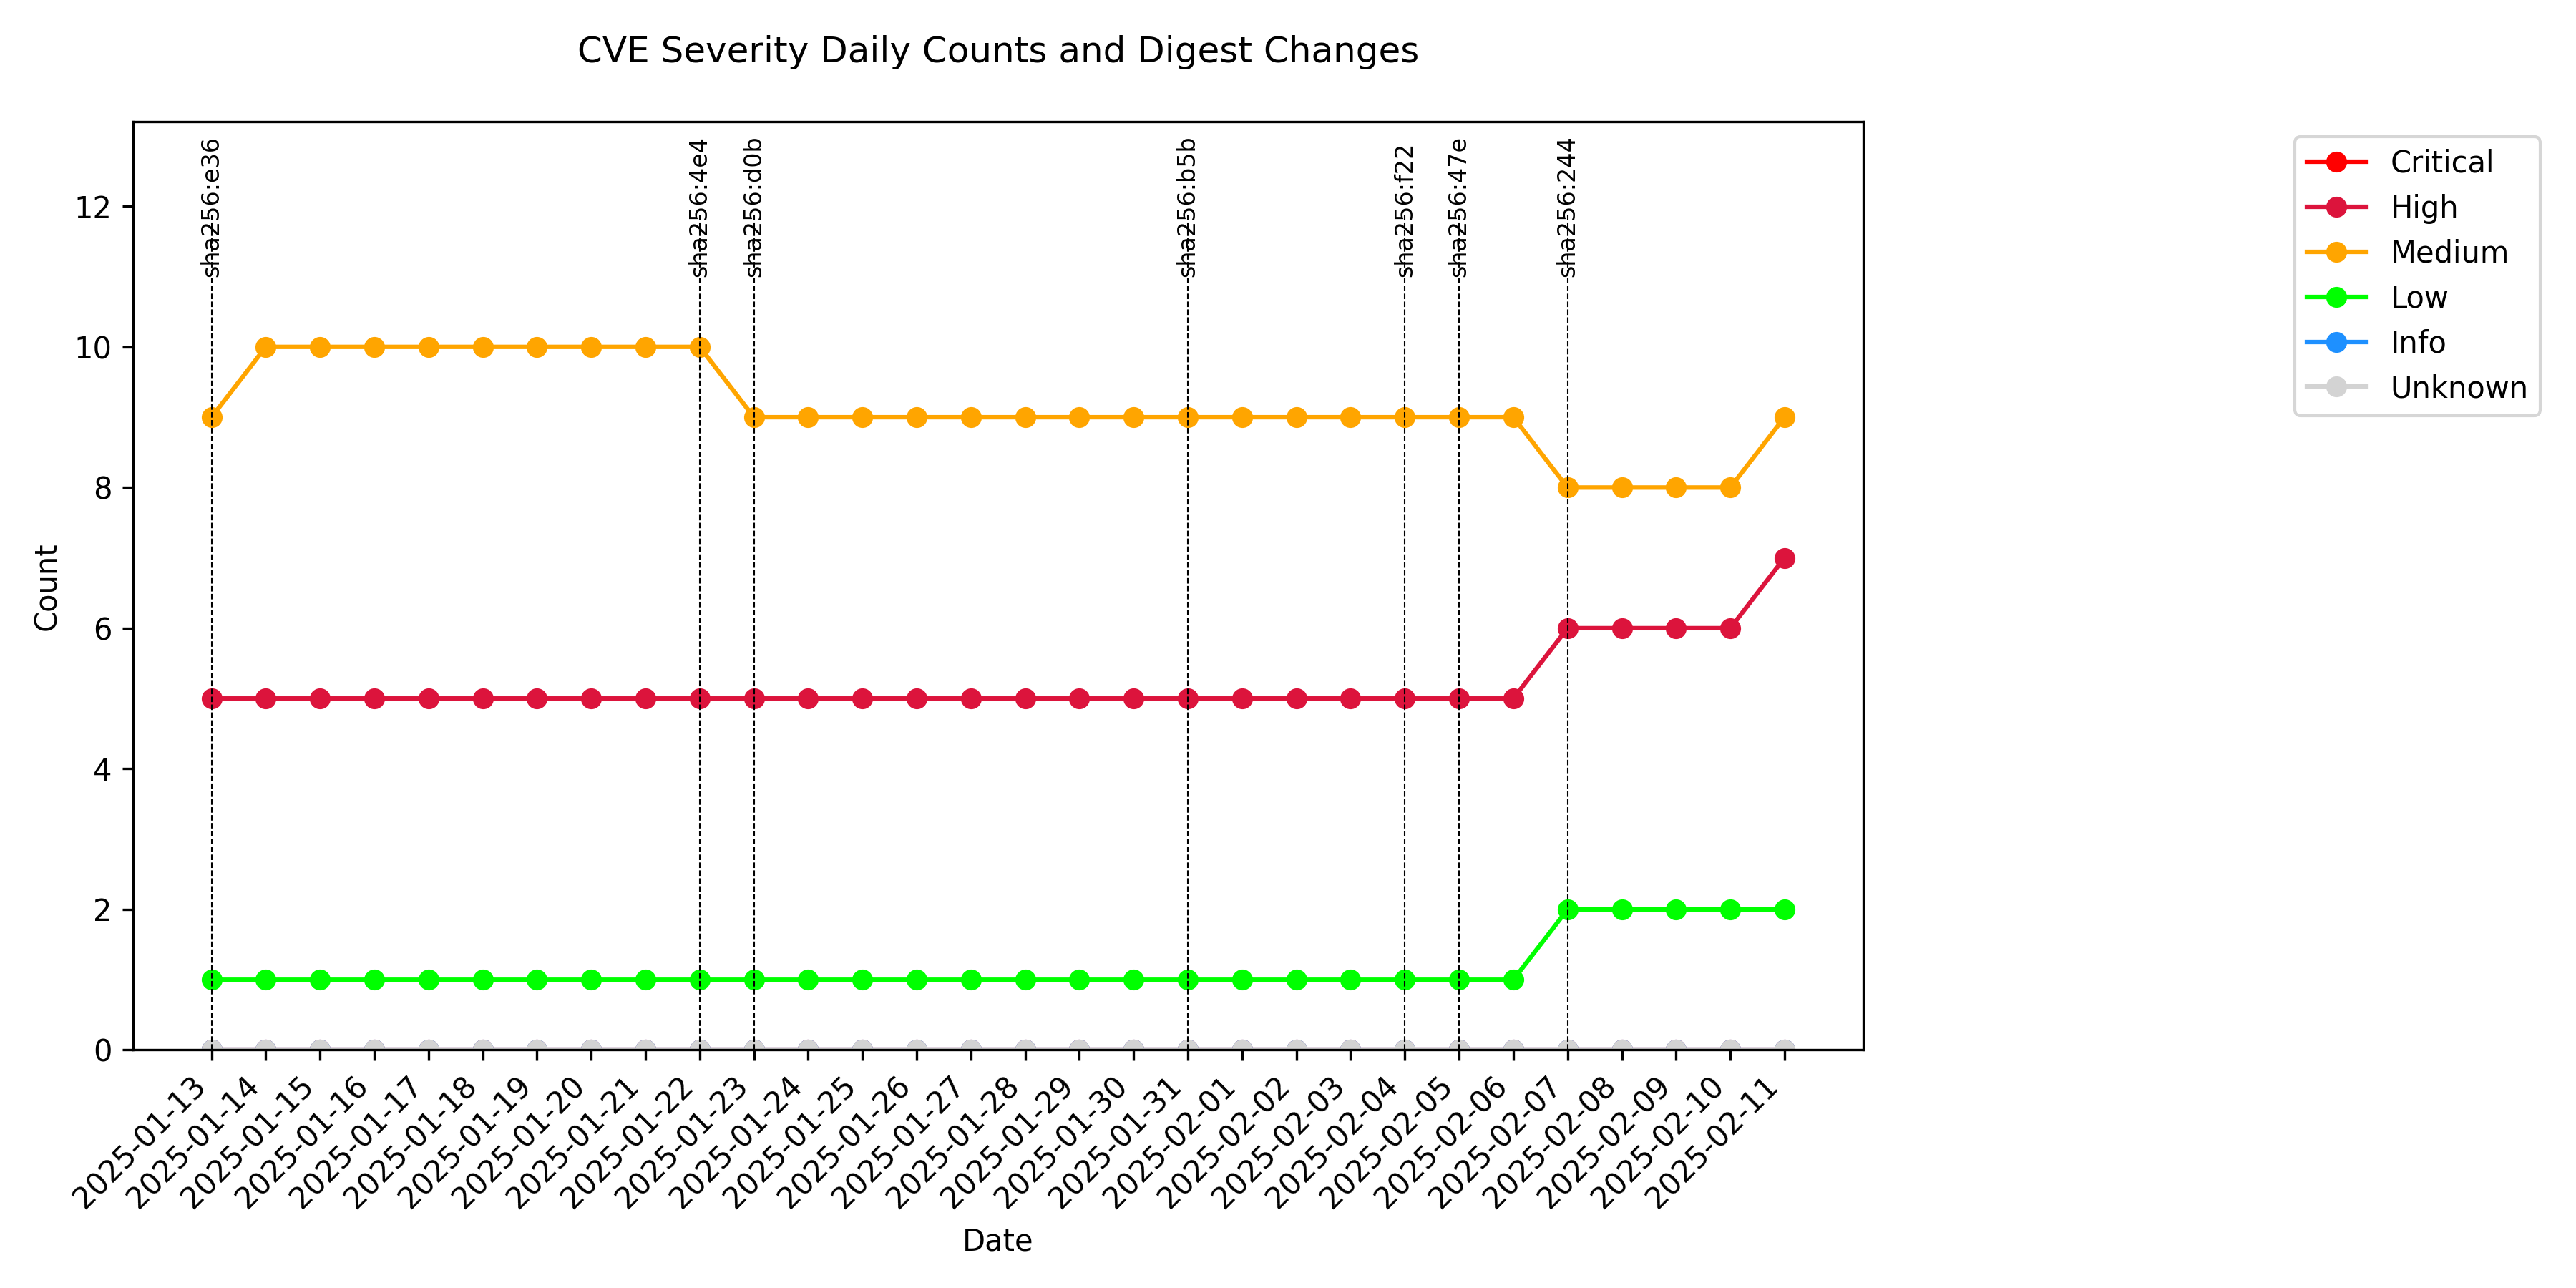 CVE Severity Daily Counts and Digest Changes
sha256:e36
sha256:4e4
sha256:d0b
sha256:b5b
sha256:f22
sha256:47e
sha256:244
Critical
High
Medium
Low
Info
Unknown
Count
12
10
8
6
4
2
0
2025-01-13
2025-01-14
2025-01-15
2025-01-16
2025-01-17
2025-01-18
2025-01-19
2025-01-20
2025-01-21
2025-01-22
2025-01-23
2025-01-24
2025-01-25
2025-01-26
2025-01-27
2025-01-28
2025-01-29
2025-01-30
2025-01-31
2025-02-01
2025-02-02
2025-02-03
2025-02-04
2025-02-05
2025-02-06
2025-02-07
2025-02-08
2025-02-09
2025-02-10
2025-02-11
Date